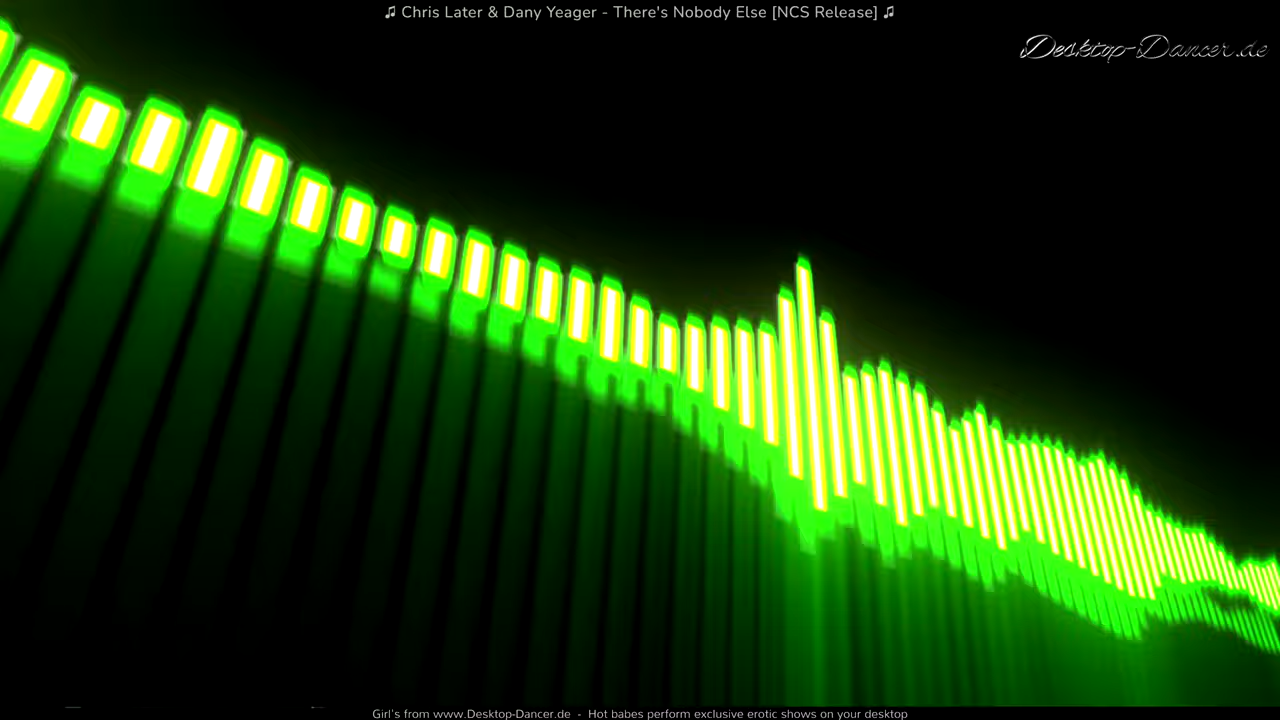 ♫ Chris Later & Dany Yeager - There's Nobody Else [NCS Release] ♫
Desktop-Dancer.de
Girl's from www.Desktop-Dancer.de - Hot babes perform exclusive erotic shows on your desktop